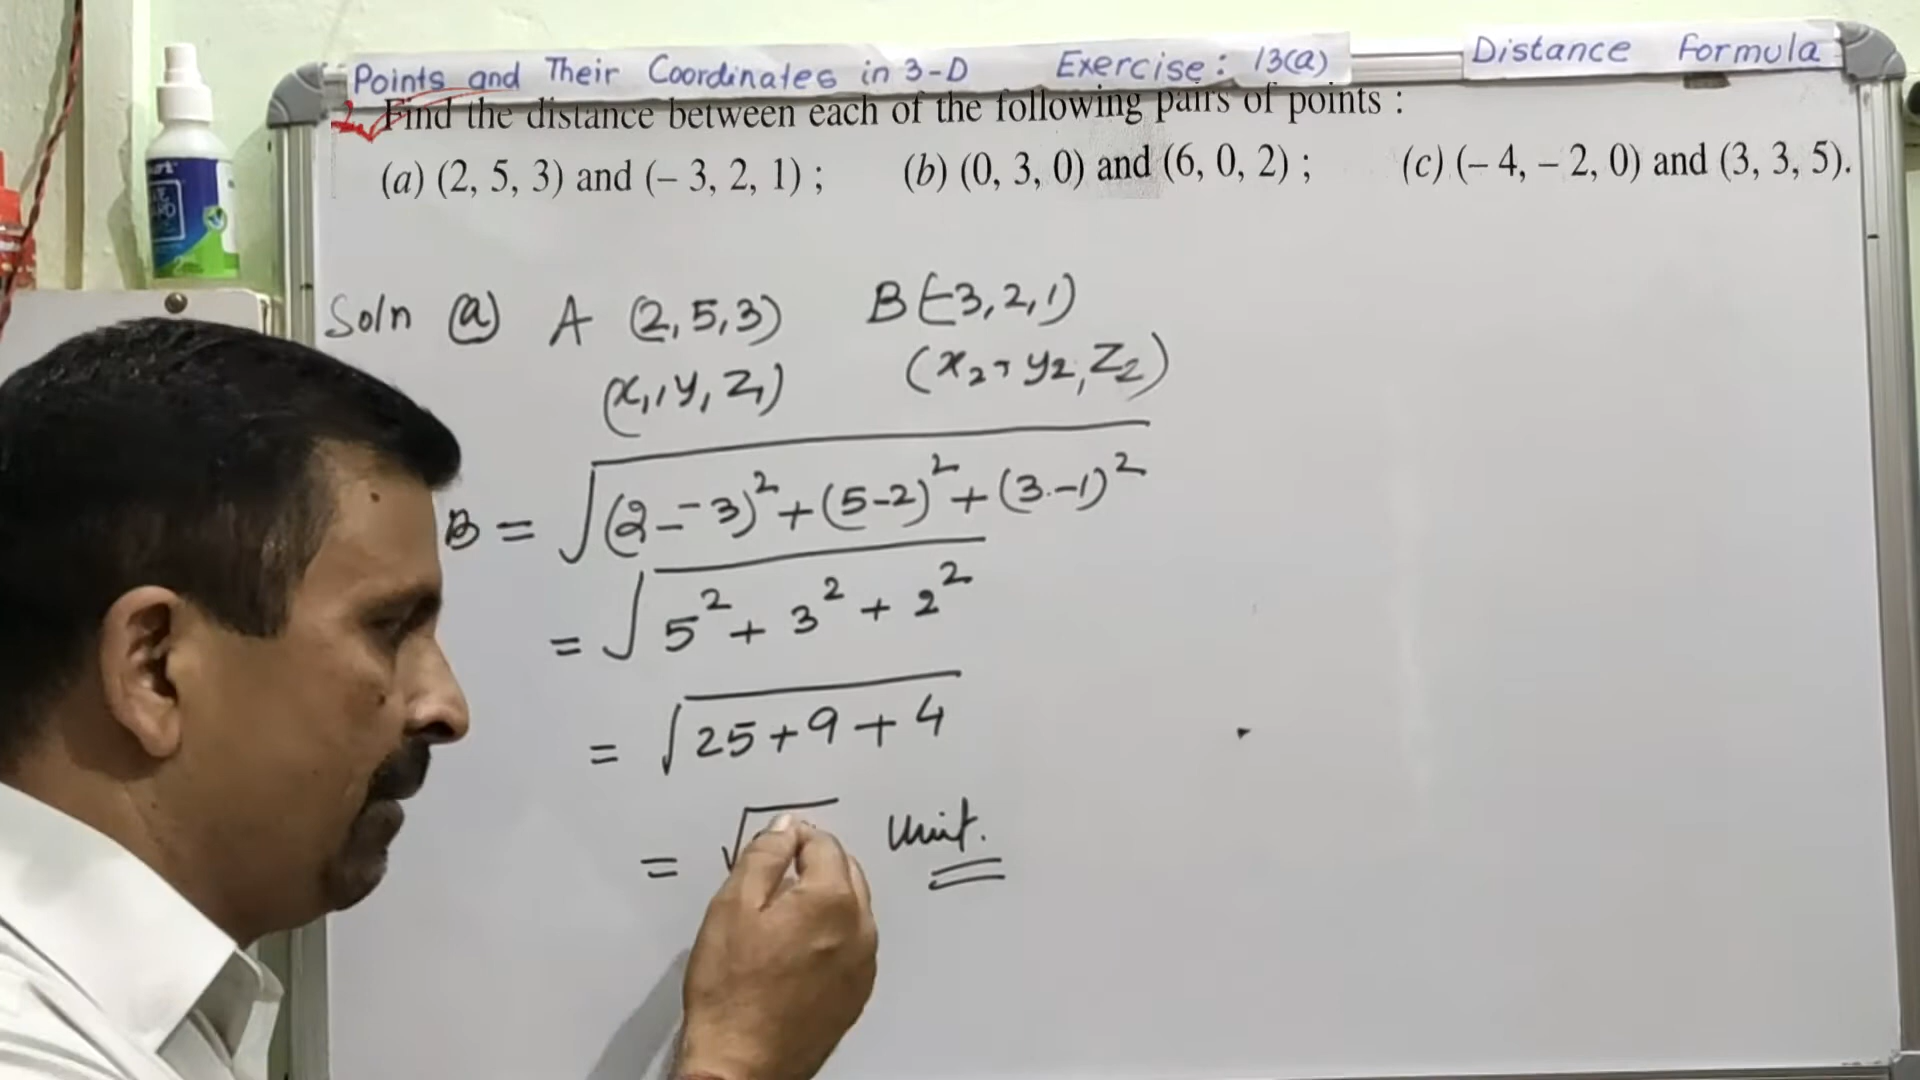 Points and Their Coordinates in 3-D Exercise: 13(a) Distance Formula
2. Find the distance between each of the following pairs of points :
(a) (2, 5, 3) and (– 3, 2, 1) ; (b) (0, 3, 0) and (6, 0, 2) ; (c) (– 4, – 2, 0) and (3, 3, 5).
Soln (a) A (2,5,3) B(-3,2,1)
(x₁,y₁,z₁) (x₂,y₂,z₂)
B = √((2--3)²+(5-2)²+(3-1)²)
= √(5²+3²+2²)
= √(25+9+4)
= √ Unit.